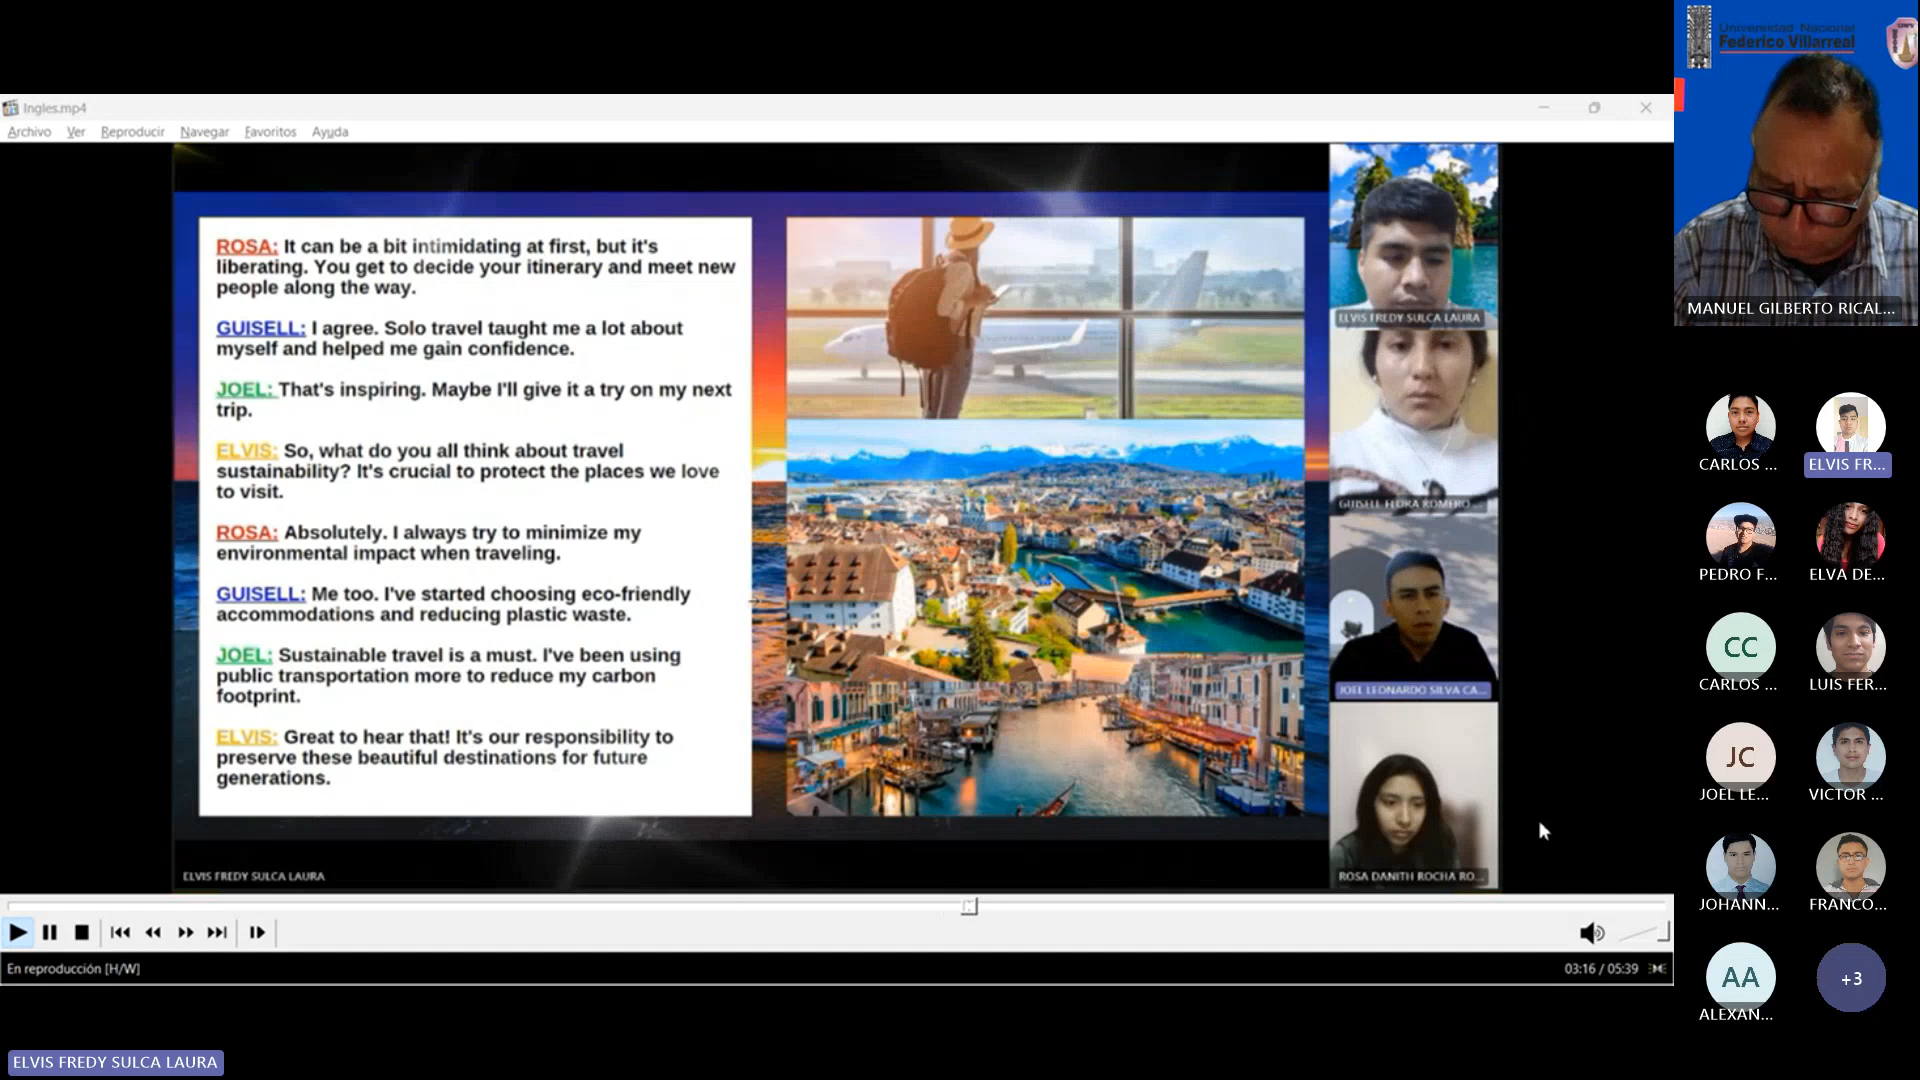 Universidad Nacional
Federico Villarreal
MANUEL GILBERTO RICAL...
Ingles.mp4
Archivo Ver Reproducir Navegar Favoritos Ayuda
ROSA: It can be a bit intimidating at first, but it's
liberating. You get to decide your itinerary and meet new
people along the way.
GUISELL: I agree. Solo travel taught me a lot about
myself and helped me gain confidence.
JOEL: That's inspiring. Maybe I'll give it a try on my next
trip.
ELVIS: So, what do you all think about travel
sustainability? It's crucial to protect the places we love
to visit.
ROSA: Absolutely. I always try to minimize my
environmental impact when traveling.
GUISELL: Me too. I've started choosing eco-friendly
accommodations and reducing plastic waste.
JOEL: Sustainable travel is a must. I've been using
public transportation more to reduce my carbon
footprint.
ELVIS: Great to hear that! It's our responsibility to
preserve these beautiful destinations for future
generations.
ELVIS FREDY SULCA LAURA
GUISELL FLORA ROMERO ...
JOEL LEONARDO SILVA CA...
ROSA DANITH ROCHA RO...
ELVIS FREDY SULCA LAURA
En reproducción [H/W]
03:16 / 05:39
CARLOS ...
ELVIS FR...
PEDRO F...
ELVA DE...
CC
CARLOS ...
LUIS FER...
JC
JOEL LE...
VICTOR ...
JOHANN...
FRANCO...
AA
ALEXAN...
+3
ELVIS FREDY SULCA LAURA